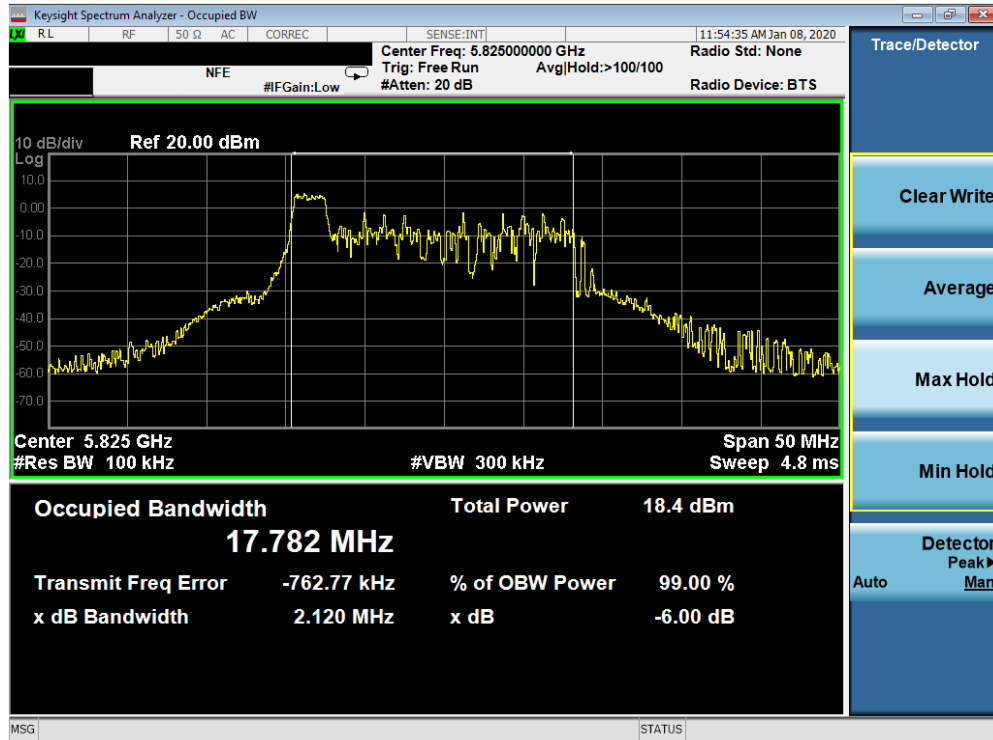 Keysight Spectrum Analyzer - Occupied BW
LXI RL RF 50 Ω AC CORREC SENSE:INT 11:54:35 AM Jan 08, 2020
Center Freq: 5.825000000 GHz Radio Std: None
NFE Trig: Free Run Avg|Hold:>100/100
#IFGain:Low #Atten: 20 dB Radio Device: BTS
Trace/Detector
10 dB/div Ref 20.00 dBm
Log
10.0
0.00
-10.0
-20.0
-30.0
-40.0
-50.0
-60.0
-70.0
Center 5.825 GHz Span 50 MHz
#Res BW 100 kHz #VBW 300 kHz Sweep 4.8 ms
Occupied Bandwidth Total Power 18.4 dBm
17.782 MHz
Transmit Freq Error -762.77 kHz % of OBW Power 99.00 %
x dB Bandwidth 2.120 MHz x dB -6.00 dB
Clear Write
Average
Max Hold
Min Hold
Detector
Peak▶
Auto Man
MSG STATUS